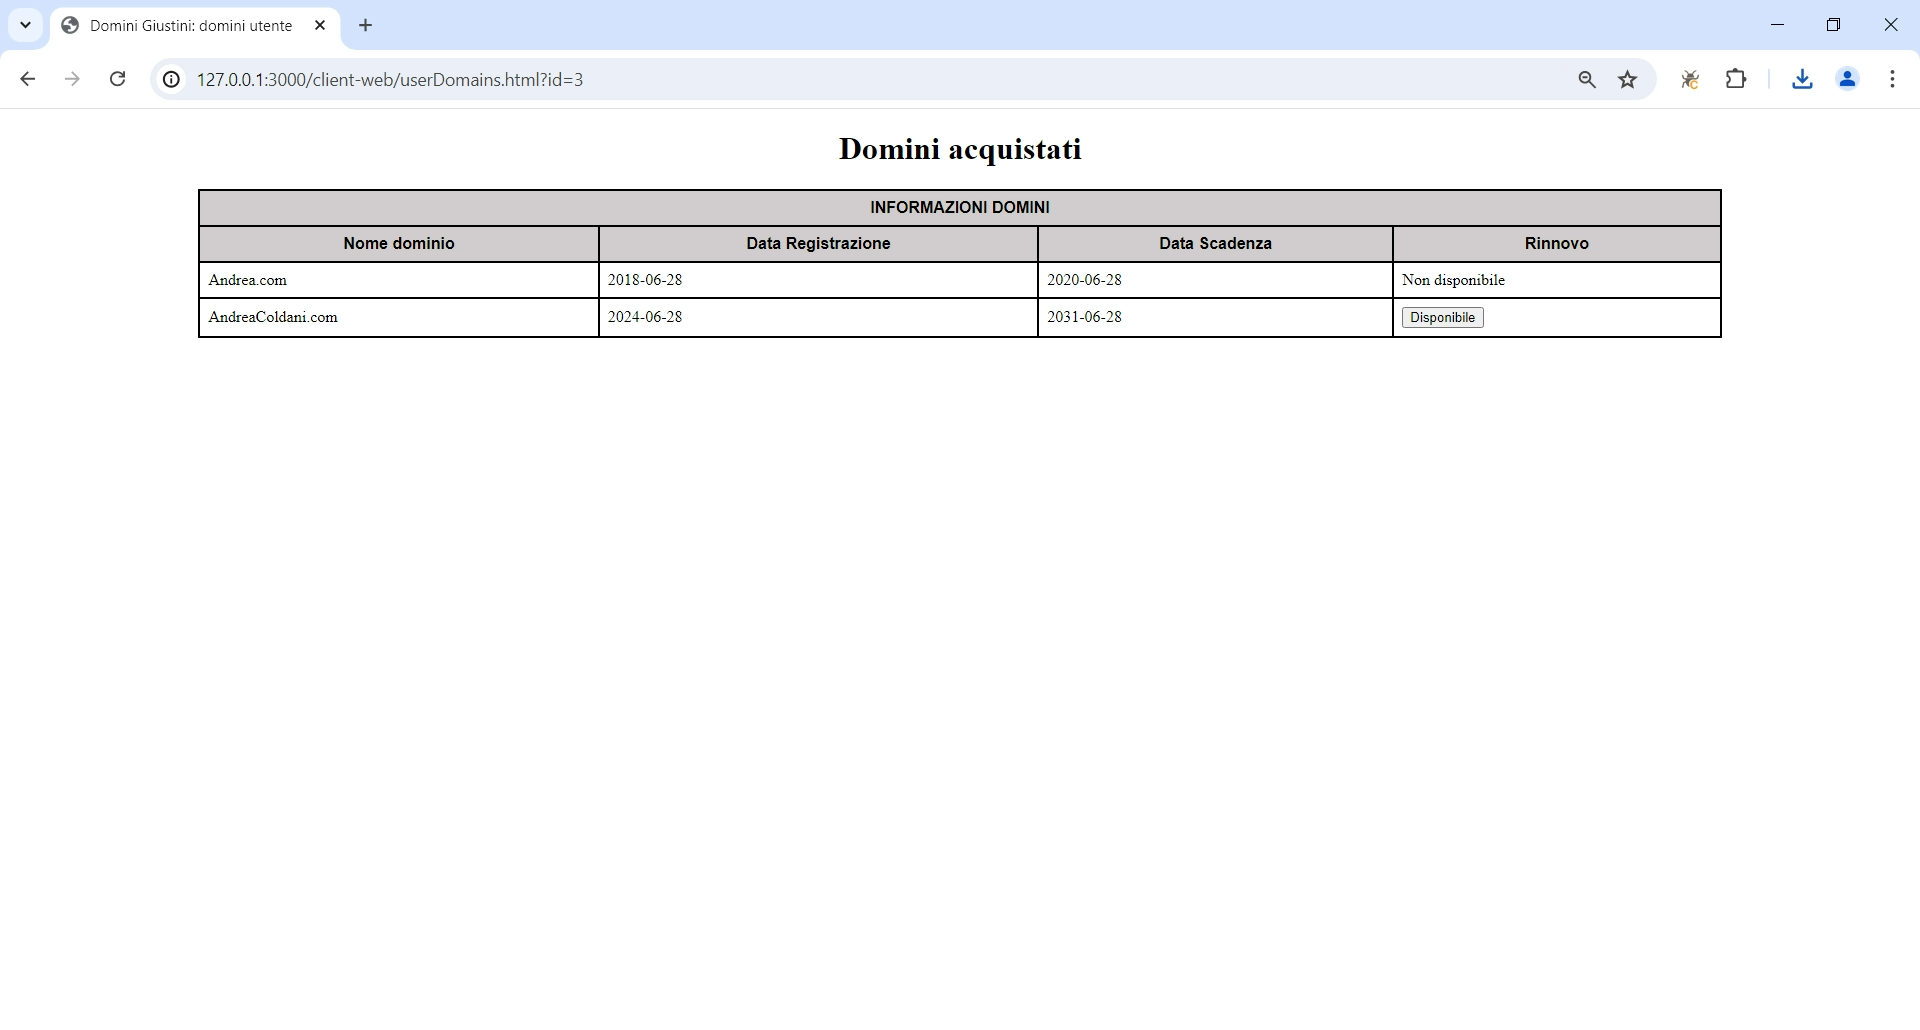 Domini Giustini: domini utente
127.0.0.1:3000/client-web/userDomains.html?id=3
Domini acquistati
INFORMAZIONI DOMINI
Nome dominio Data Registrazione Data Scadenza Rinnovo
Andrea.com 2018-06-28 2020-06-28 Non disponibile
AndreaColdani.com 2024-06-28 2031-06-28 Disponibile